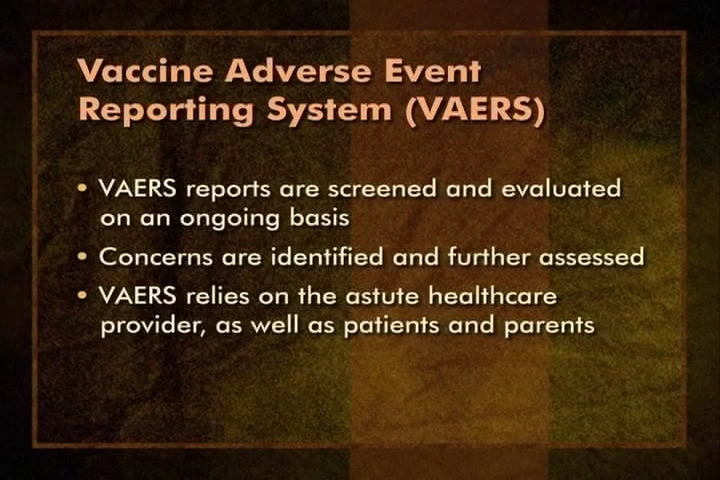 Vaccine Adverse Event
Reporting System (VAERS)
• VAERS reports are screened and evaluated
on an ongoing basis
• Concerns are identified and further assessed
• VAERS relies on the astute healthcare
provider, as well as patients and parents